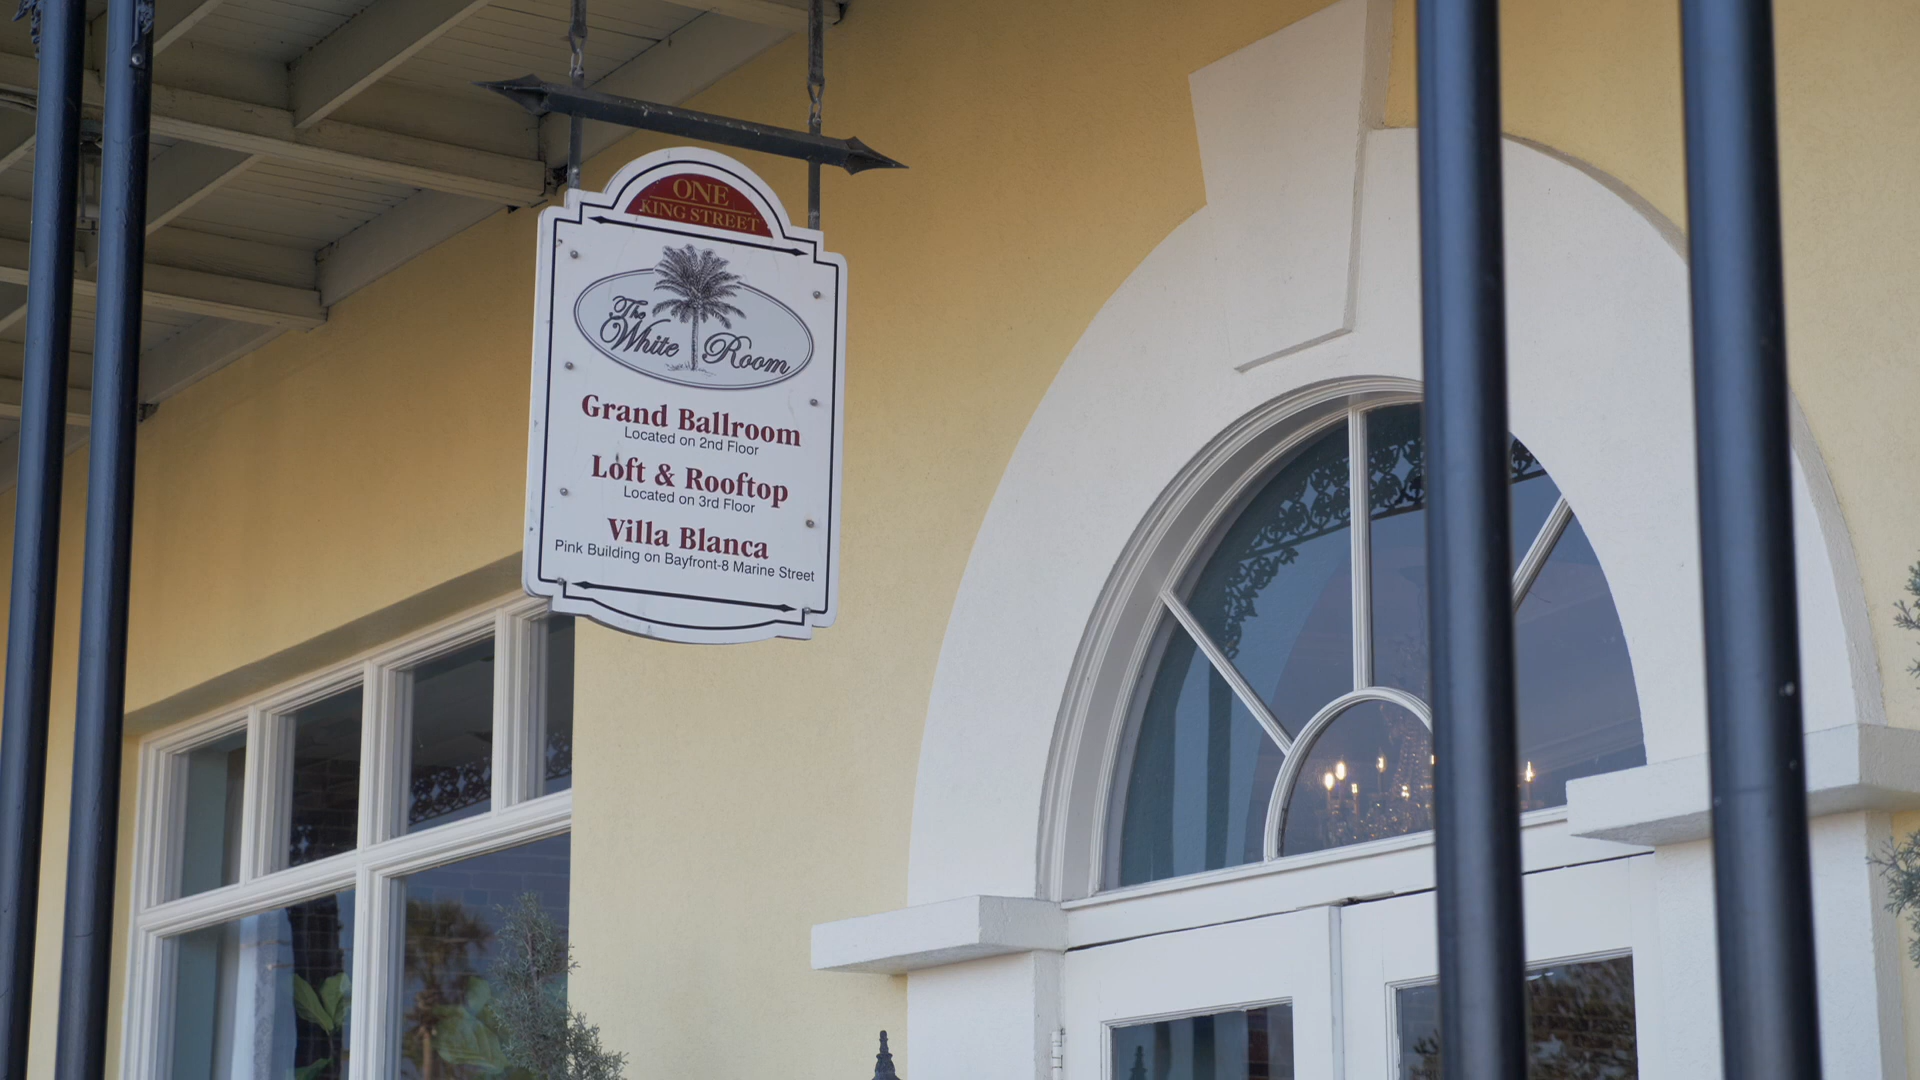 ONE
KING STREET
The
White Room
Grand Ballroom
Located on 2nd Floor
Loft & Rooftop
Located on 3rd Floor
Villa Blanca
Pink Building on Bayfront-8 Marine Street